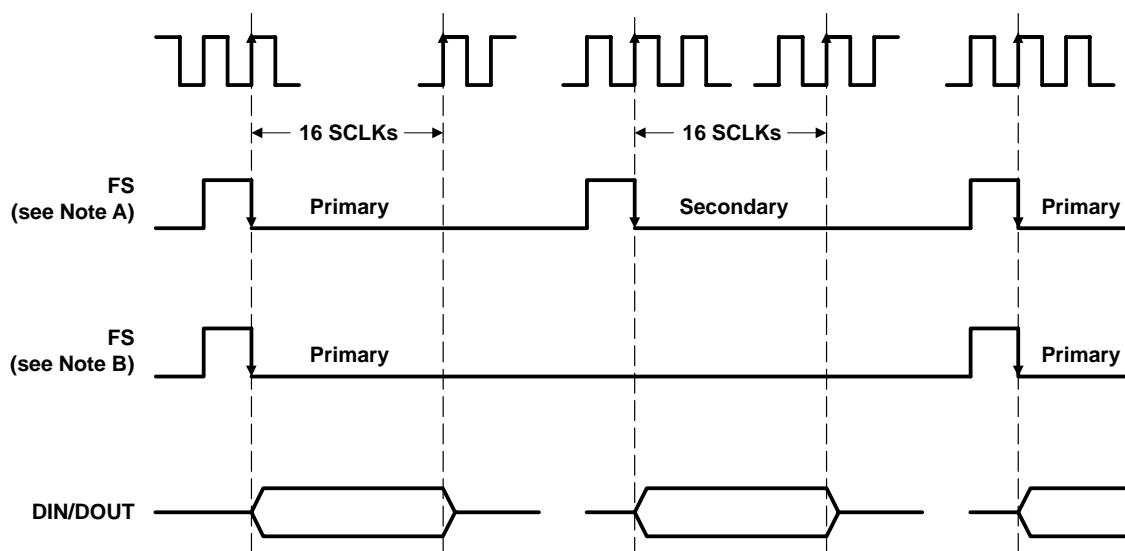 16 SCLKs
16 SCLKs
FS
(see Note A)
Primary
Secondary
Primary
FS
(see Note B)
Primary
Primary
DIN/DOUT